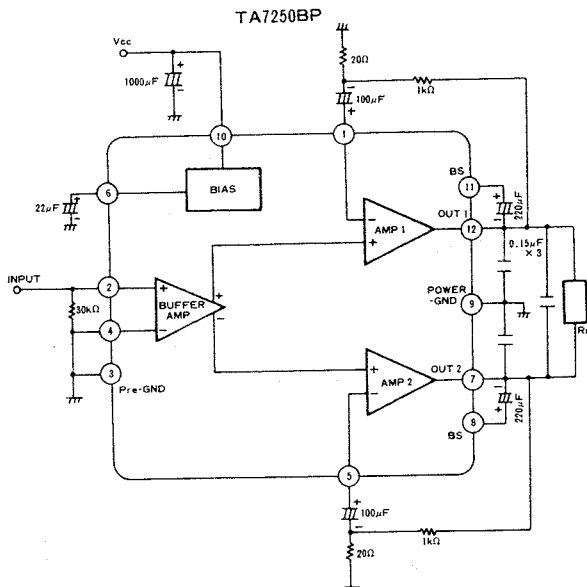 TA7250BP
Vcc
+
1000μF
-
20Ω
-
100μF
+
1kΩ
10
1
6
BIAS
+
22μF
BS
11
+
220μF
-
OUT 1
12
-
AMP 1
+
0.15μF
× 3
INPUT
2
+
BUFFER
AMP
+
-
30kΩ
4
-
POWER
-GND
9
3
Pre-GND
+
AMP 2
-
OUT 2
7
-
220μF
+
8
BS
5
+
100μF
-
1kΩ
20Ω